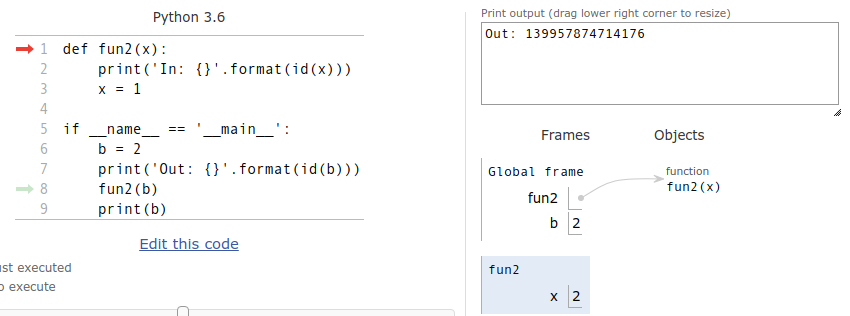 Python 3.6
1 def fun2(x):
2     print('In: {}'.format(id(x)))
3     x = 1
4
5 if __name__ == '__main__':
6     b = 2
7     print('Out: {}'.format(id(b)))
8     fun2(b)
9     print(b)
Edit this code
ust executed
o execute
Print output (drag lower right corner to resize)
Out: 139957874714176
Frames Objects
Global frame
fun2
b 2
function
fun2(x)
fun2
x 2